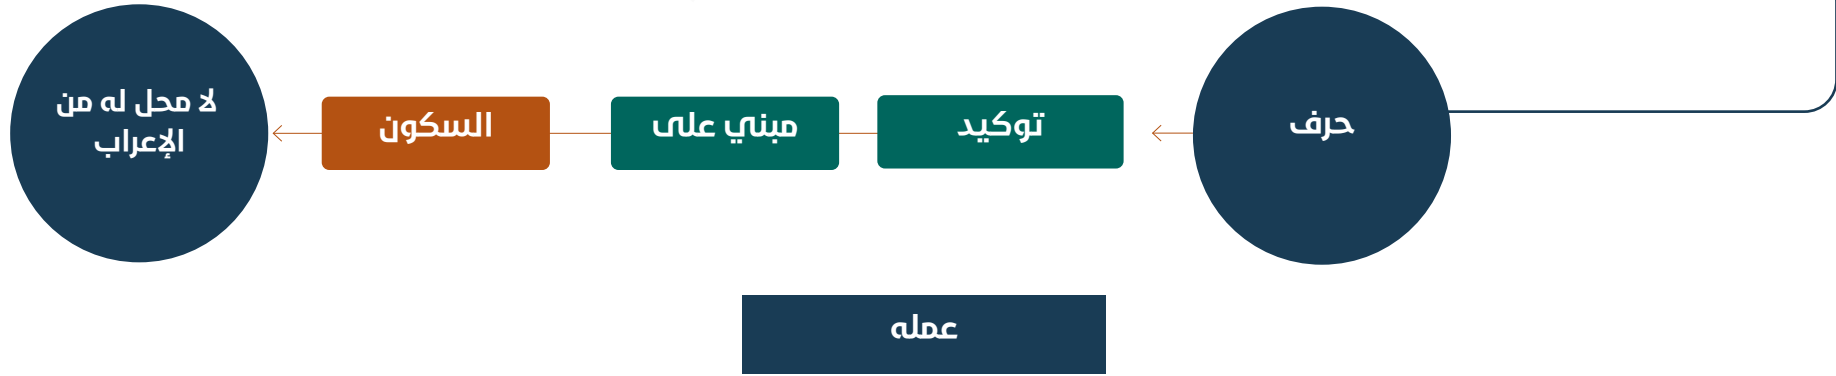 حرف
توكيد
مبني على
السكون
لا محل له من
الإعراب
عمله